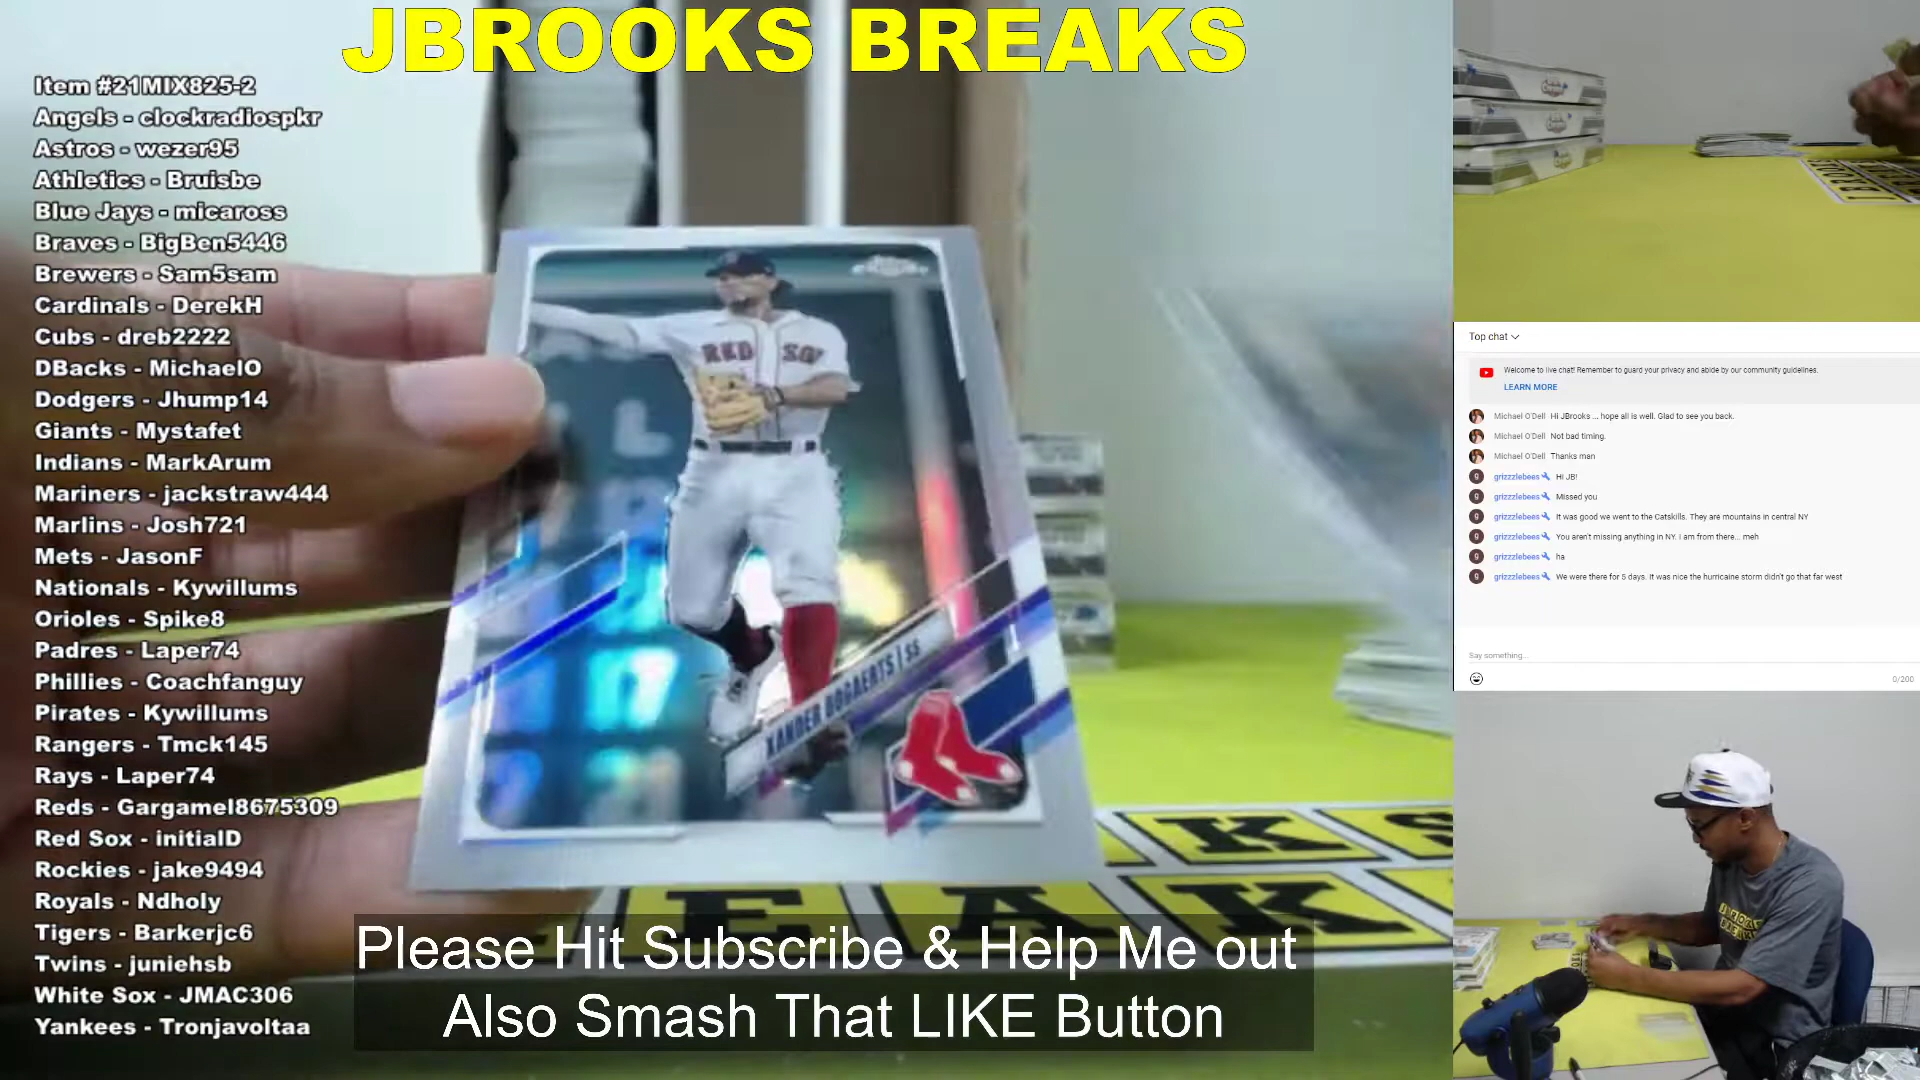 JBROOKS BREAKS
Item #21MIX825-2
Angels - clockradiospkr
Astros - wezer95
Athletics - Bruisbe
Blue Jays - micaross
Braves - BigBen5446
Brewers - Sam5sam
Cardinals - DerekH
Cubs - dreb2222
DBacks - MichaelO
Dodgers - Jhump14
Giants - Mystafet
Indians - MarkArum
Mariners - jackstraw444
Marlins - Josh721
Mets - JasonF
Nationals - Kywillums
Orioles - Spike8
Padres - Laper74
Phillies - Coachfanguy
Pirates - Kywillums
Rangers - Tmck145
Rays - Laper74
Reds - Gargamel8675309
Red Sox - initialD
Rockies - jake9494
Royals - Ndholy
Tigers - Barkerjc6
Twins - juniehsb
White Sox - JMAC306
Yankees - Tronjavoltaa
RED SOX
XANDER BOGAERTS | SS
K S
E A K
Please Hit Subscribe & Help Me out
Also Smash That LIKE Button
Top chat
Welcome to live chat! Remember to guard your privacy and abide by our community guidelines.
LEARN MORE
Michael O'Dell Hi JBrooks ... hope all is well. Glad to see you back.
Michael O'Dell Not bad timing.
Michael O'Dell Thanks man
g grizzzlebees Hi JB!
g grizzzlebees Missed you
g grizzzlebees It was good we went to the Catskills. They are mountains in central NY
g grizzzlebees You aren't missing anything in NY. I am from there... meh
g grizzzlebees ha
g grizzzlebees We were there for 5 days. It was nice the hurricaine storm didn't go that far west
Say something...
0/200
JBROOKS
BREAKS